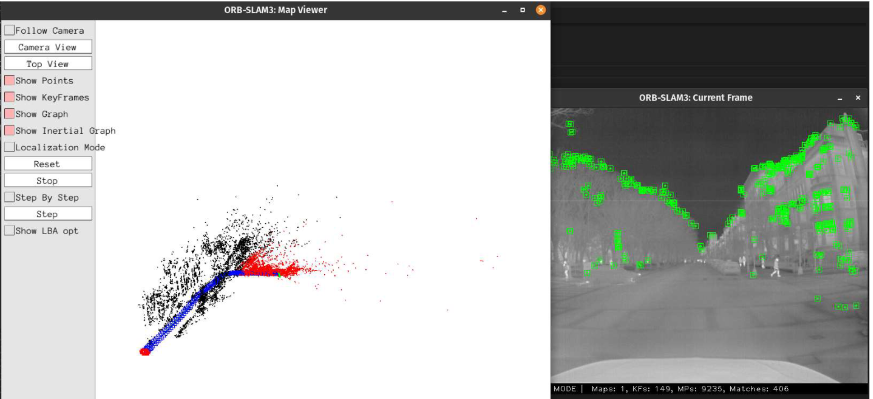 ORB-SLAM3: Map Viewer
Follow Camera
Camera View
Top View
Show Points
Show KeyFrames
Show Graph
Show Inertial Graph
Localization Mode
Reset
Stop
Step By Step
Step
Show LBA opt
ORB-SLAM3: Current Frame
MODE | Maps: 1, KFs: 149, MPs: 9235, Matches: 406